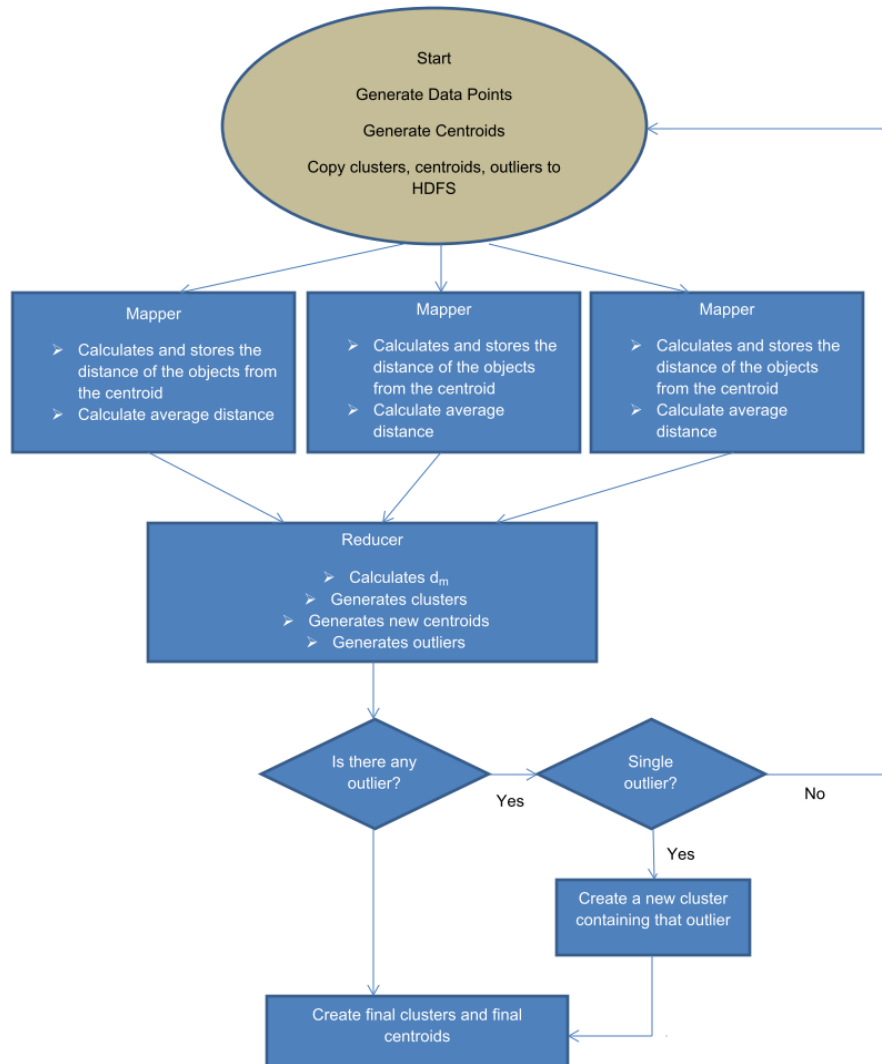 Start
Generate Data Points
Generate Centroids
Copy clusters, centroids, outliers to
HDFS
Mapper
➢ Calculates and stores the
distance of the objects from
the centroid
➢ Calculate average distance
Mapper
➢ Calculates and stores the
distance of the objects
from the centroid
➢ Calculate average
distance
Mapper
➢ Calculates and stores the
distance of the objects
from the centroid
➢ Calculate average
distance
Reducer
➢ Calculates dₘ
➢ Generates clusters
➢ Generates new centroids
➢ Generates outliers
Is there any
outlier?
Yes
Single
outlier?
No
Yes
Create a new cluster
containing that outlier
Create final clusters and final
centroids